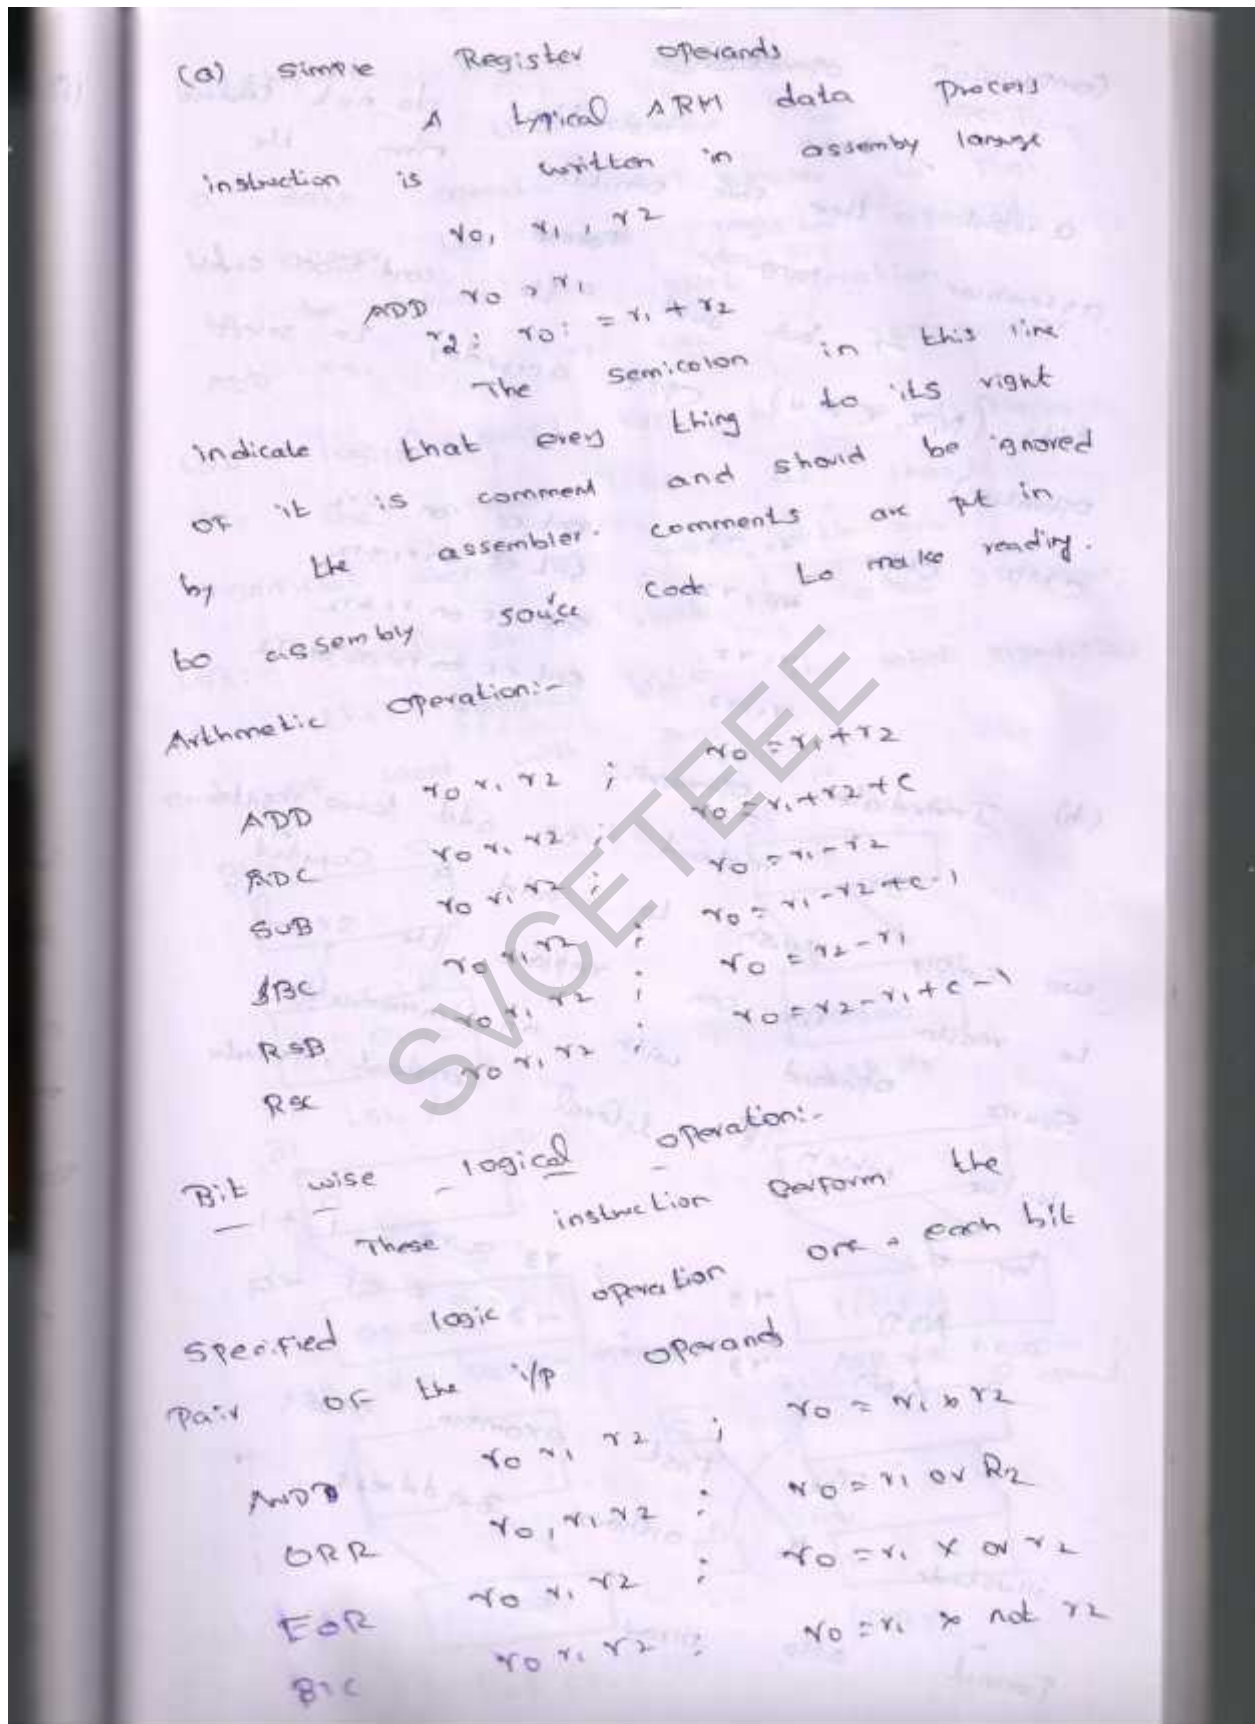 (a) simple Register operands
A typical ARM data process
instruction is written in assemby languge
r0, r1, r2
ADD r0, r1
r2; r0: = r1 + r2
The semicolon in this line
indicate that every thing to its right
of it is comment and should be ignored
by the assembler. comments are put in
to assembly souce code to make reading.
Arthmetic operation:-
ADD r0 r1 r2 ; r0 = r1 + r2
ADC r0 r1 r2 ; r0 = r1 + r2 + c
SUB r0 r1 r2 ; r0 = r1 - r2
SBC r0 r1 r2 ; r0 = r1 - r2 + c - 1
RSB r0 r1 r2 ; r0 = r2 - r1
RSC r0 r1 r2 ; r0 = r2 - r1 + c - 1
Bit wise logical operation:-
These instruction perform the
specified logic operation one each bit
pair of the i/p operands
AND r0 r1 r2 ; r0 = r1 & r2
ORR r0, r1 r2 ; r0 = r1 or R2
EOR r0 r1 r2 ; r0 = r1 x or r2
BIC r0 r1 r2 ; r0 = r1 & not r2
SVCETEEE